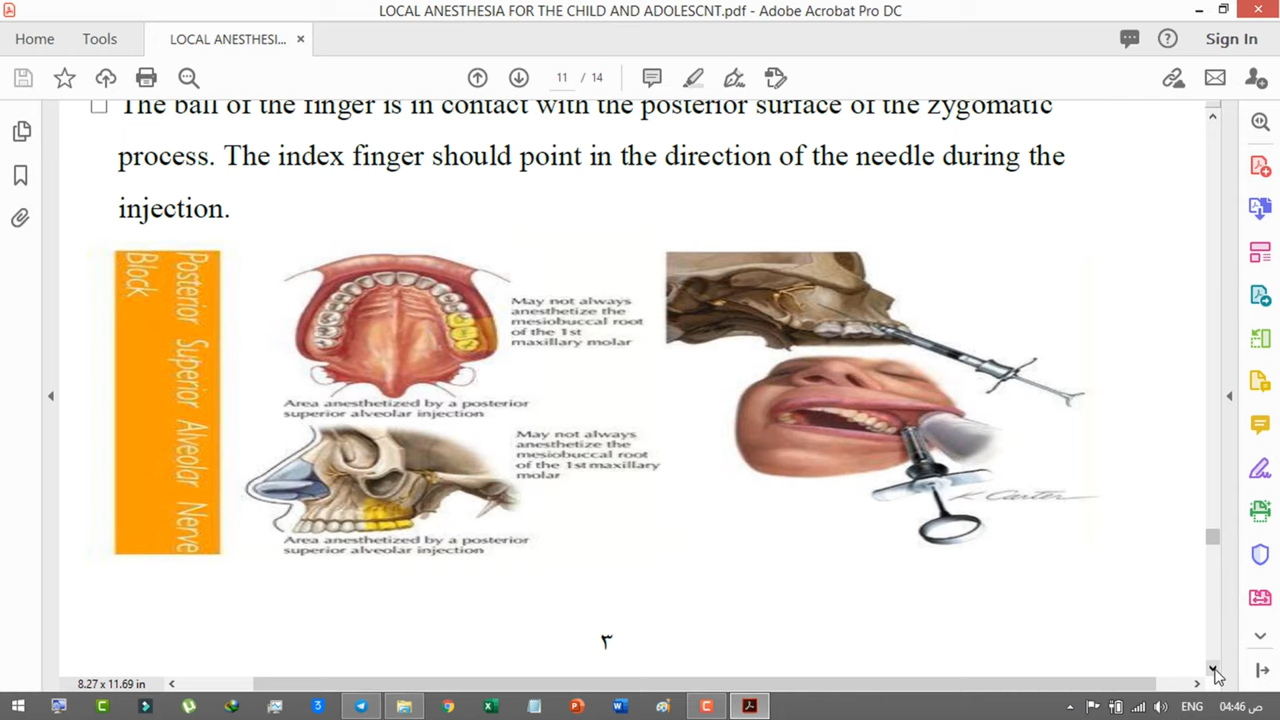 LOCAL ANESTHESIA FOR THE CHILD AND ADOLESCNT.pdf - Adobe Acrobat Pro DC
Home
Tools
LOCAL ANESTHESI...
Sign In
11 / 14
The ball of the finger is in contact with the posterior surface of the zygomatic
process. The index finger should point in the direction of the needle during the
injection.
Posterior Superior Alveolar Nerve
Block
May not always
anesthetize the
mesiobuccal root
of the 1st
maxillary molar
Area anesthetized by a posterior
superior alveolar injection
May not always
anesthetize the
mesiobuccal root
of the 1st maxillary
molar
Area anesthetized by a posterior
superior alveolar injection
K. Carter
٣
8.27 x 11.69 in
ENG
04:46 ص